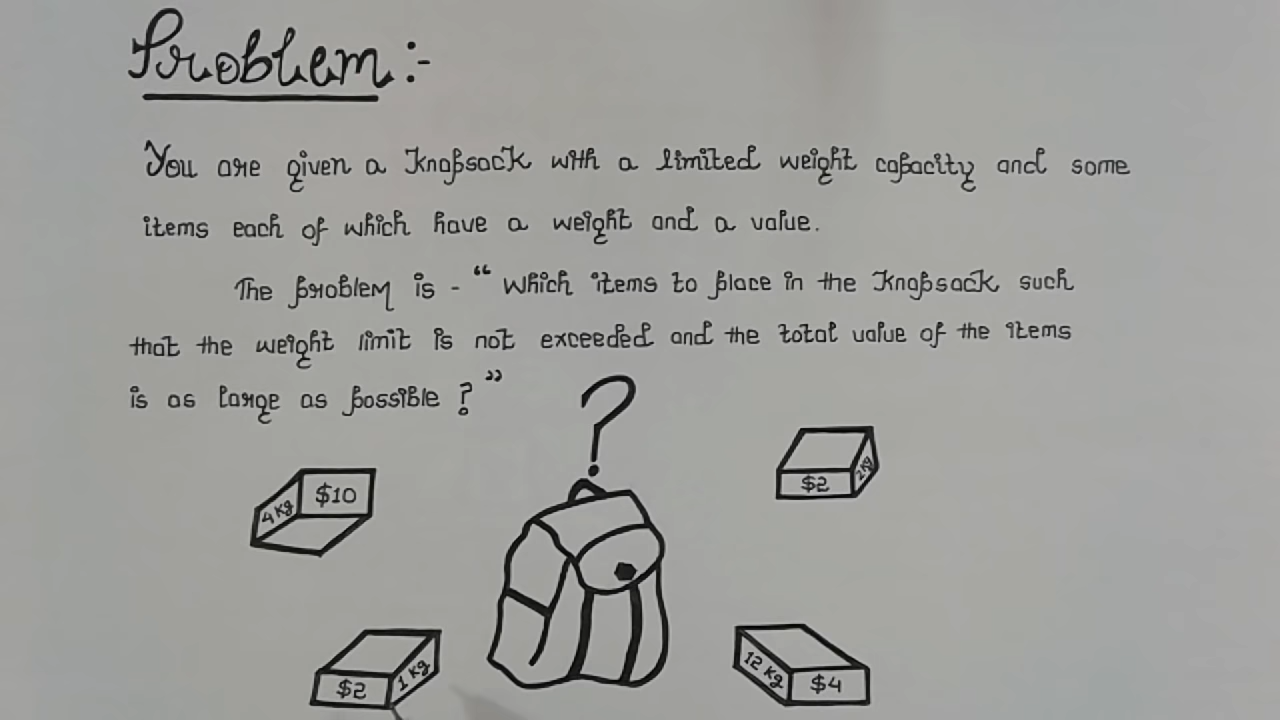 Problem :-
You are given a Knapsack with a limited weight capacity and some
items each of which have a weight and a value.
The problem is - " Which items to place in the Knapsack such
that the weight limit is not exceeded and the total value of the items
is as large as possible ? "
?
4 Kg $10
$2 2 Kg
$2 1 Kg
12 Kg $4